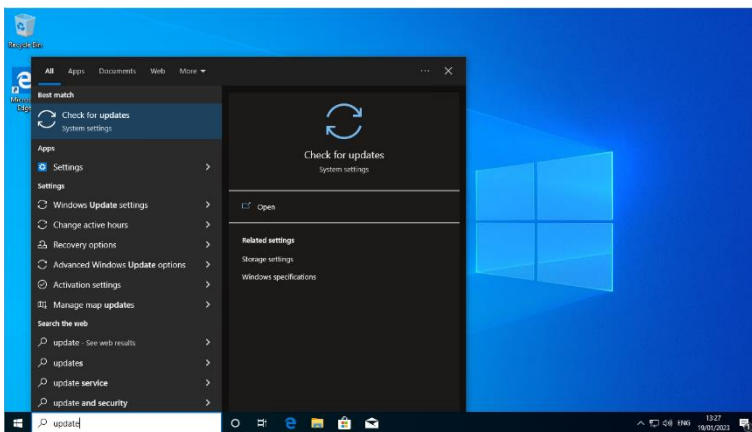 Recycle Bin
Edge
All Apps Documents Web More
Best match
Check for updates
System settings
Apps
Settings
Settings
Windows Update settings
Change active hours
Recovery options
Advanced Windows Update options
Activation settings
Manage map updates
Search the web
update - See web results
updates
update service
update and security
update
Check for updates
System settings
Open
Related settings
Storage settings
Windows specifications
ENG
13:27
19/01/2023